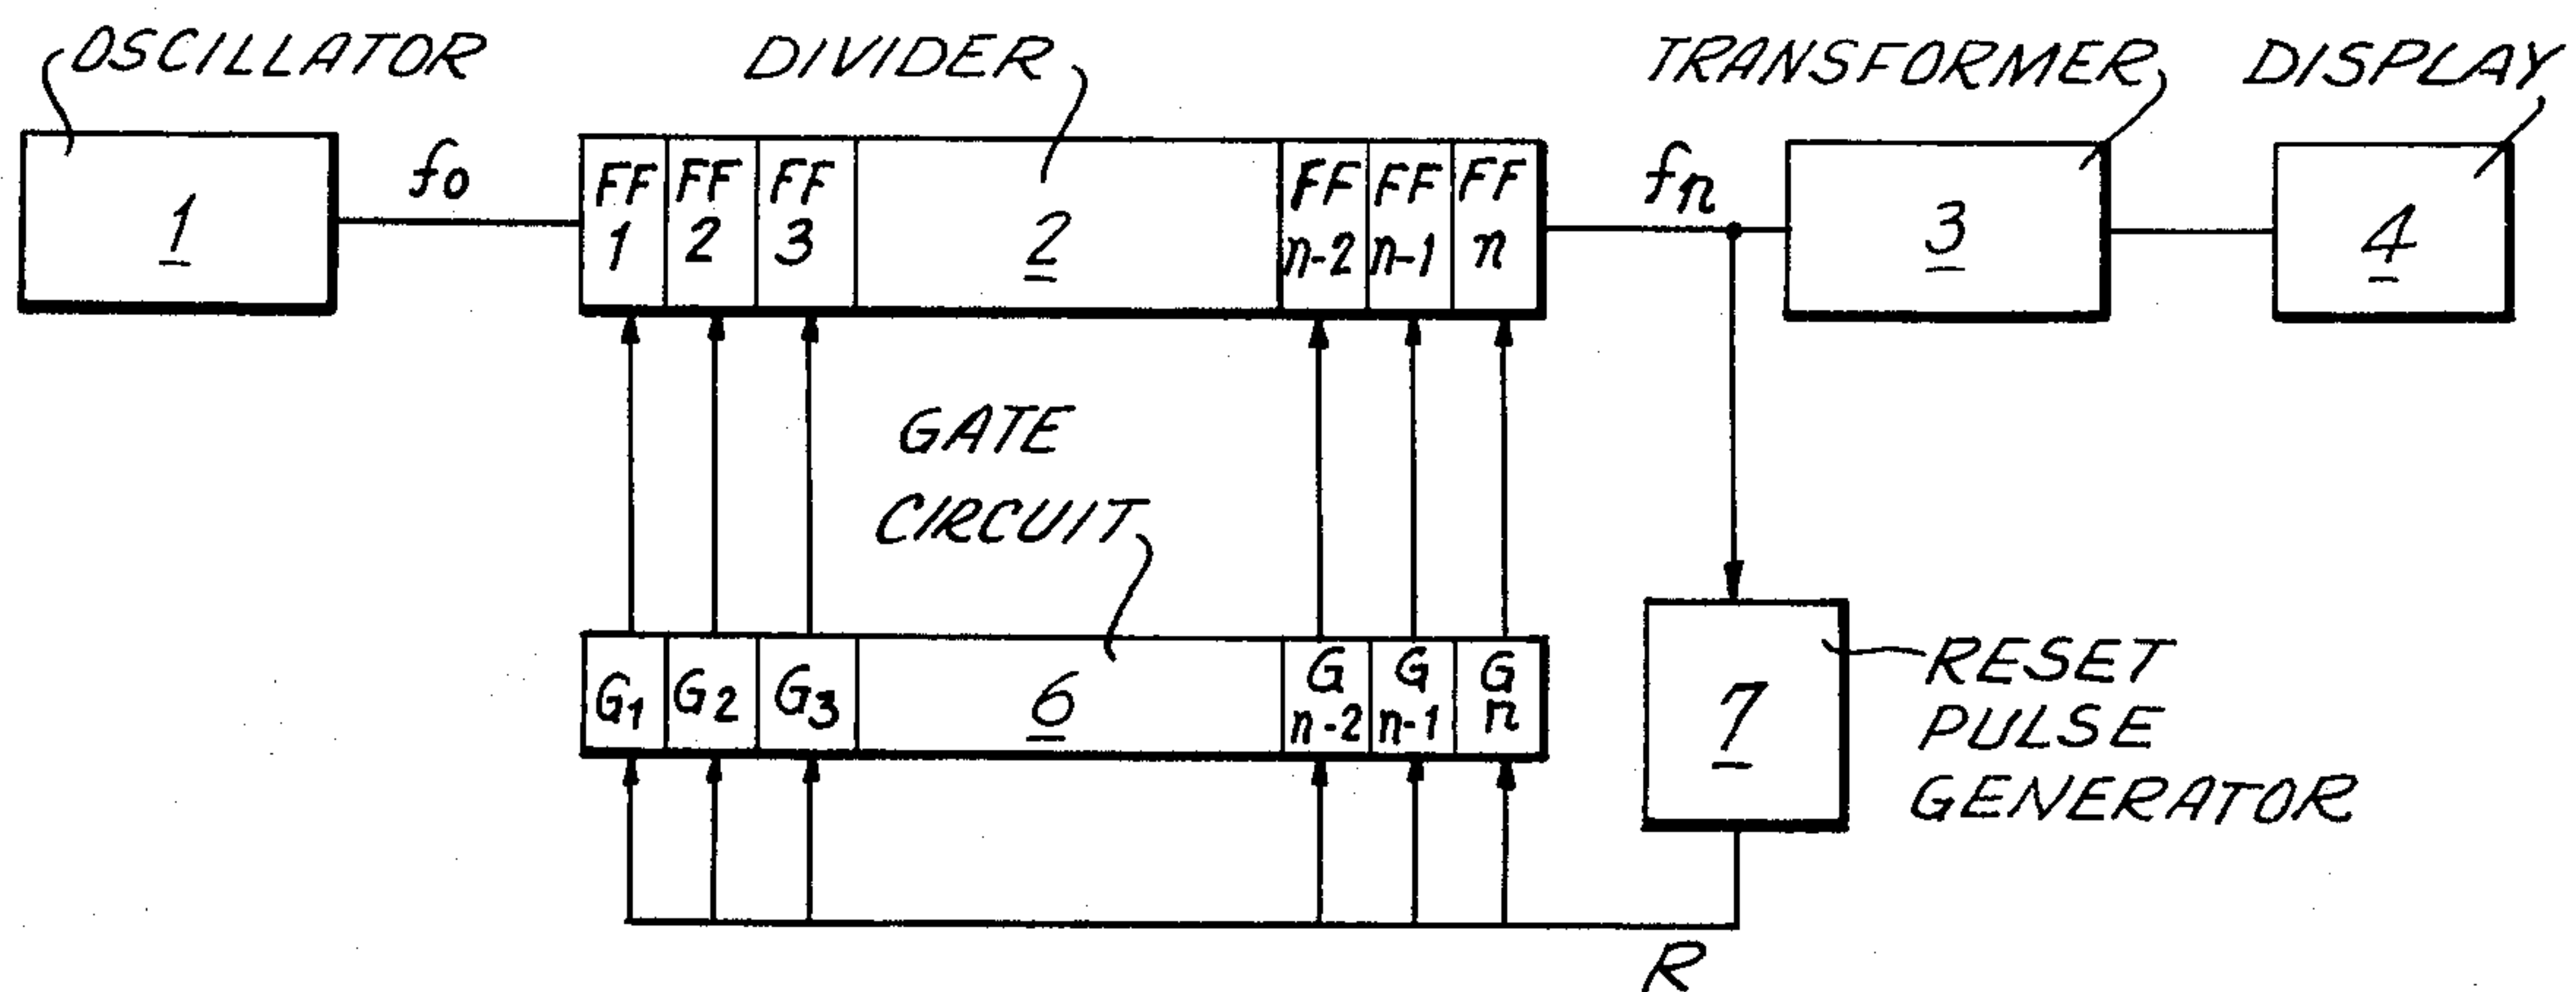 OSCILLATOR
DIVIDER
TRANSFORMER
DISPLAY
1
fo
FF FF FF
1 2 3
2
FF FF FF
n-2 n-1 n
fn
3
4
GATE
CIRCUIT
G1 G2 G3
6
G G G
n-2 n-1 n
7
RESET
PULSE
GENERATOR
R